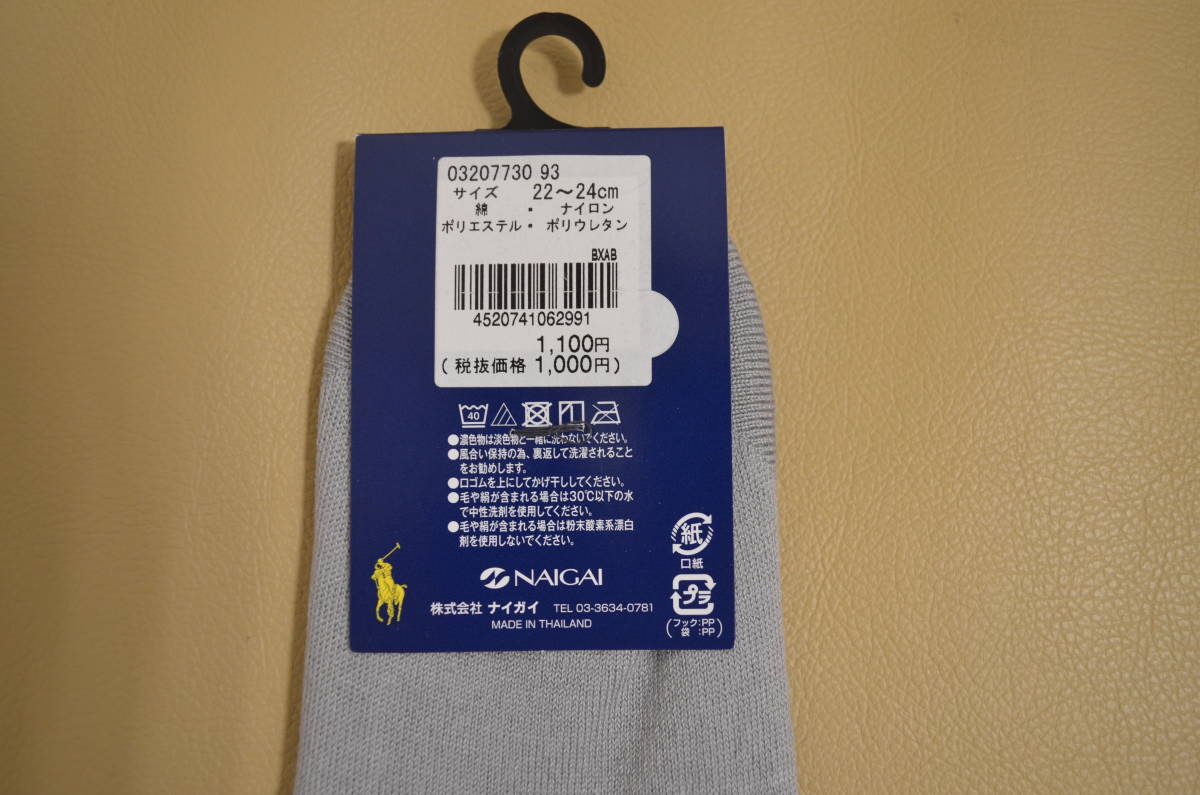 03207730 93
サイズ 22～24cm
綿 ・ ナイロン
ポリエステル・ ポリウレタン
BXAB
4520741062991
1,100円
(税抜価格 1,000円)
40
●濃色物は淡色物と一緒に洗わないでください。
●風合い保持の為、裏返して洗濯されること
をお勧めします。
●口ゴムを上にしてかげ干ししてください。
●毛や絹が含まれる場合は30℃以下の水
で中性洗剤を使用してください。
●毛や絹が含まれる場合は粉末酸素系漂白
剤を使用しないでください。
NAIGAI
株式会社 ナイガイ TEL 03-3634-0781
MADE IN THAILAND
紙
口紙
プラ
(フック:PP
袋 :PP)